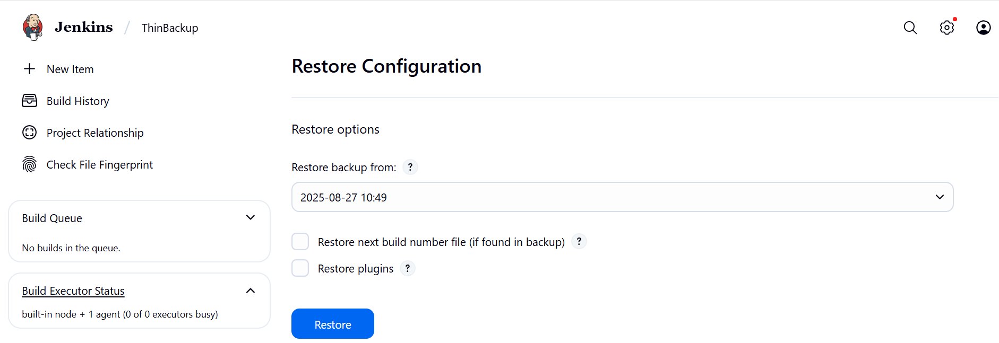 Jenkins / ThinBackup
New Item
Build History
Project Relationship
Check File Fingerprint
Build Queue
No builds in the queue.
Build Executor Status
built-in node + 1 agent (0 of 0 executors busy)
Restore Configuration
Restore options
Restore backup from: ?
2025-08-27 10:49
Restore next build number file (if found in backup) ?
Restore plugins ?
Restore